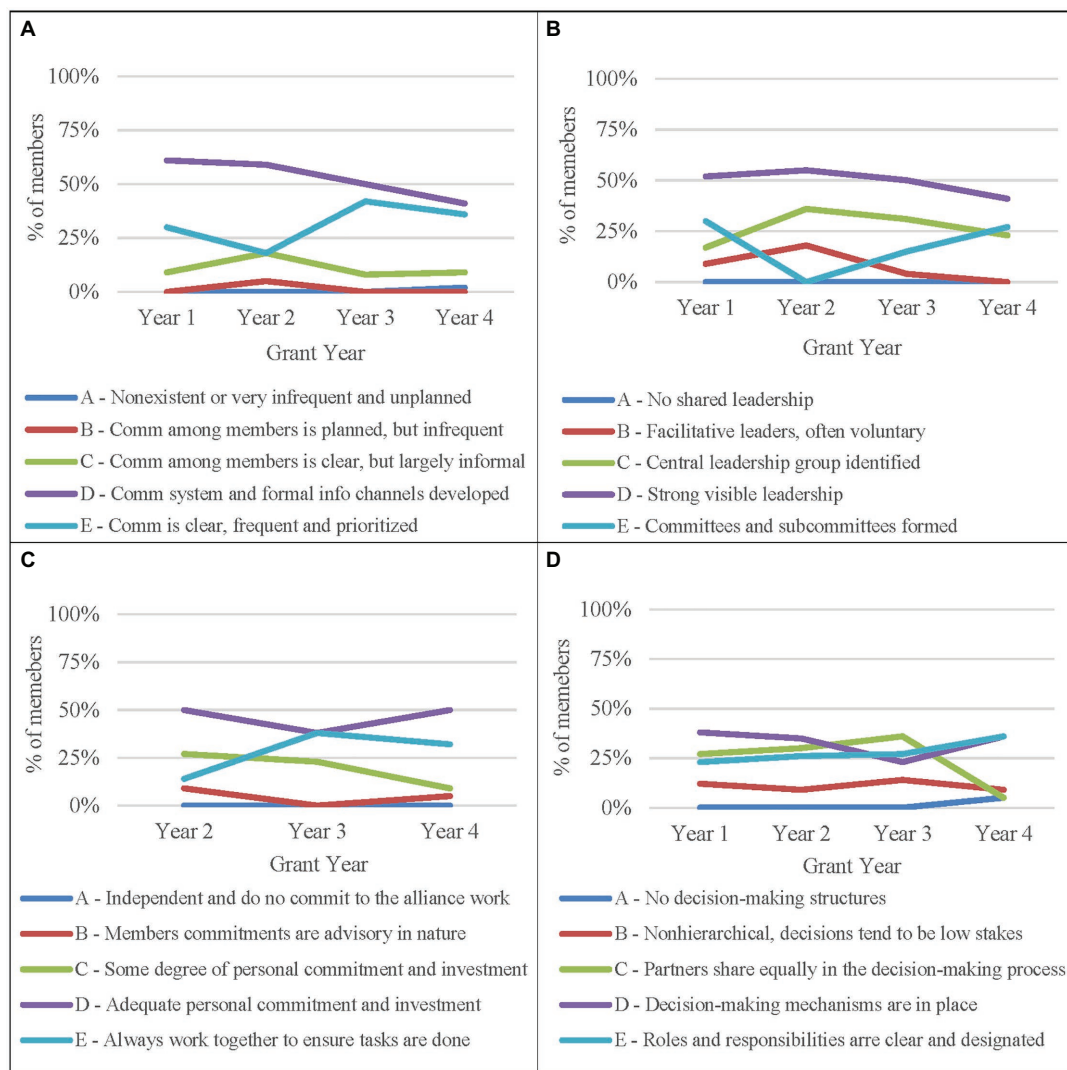 A
100%
75%
50%
25%
0%
% of memebers
Year 1 Year 2 Year 3 Year 4
Grant Year
A - Nonexistent or very infrequent and unplanned
B - Comm among members is planned, but infrequent
C - Comm among members is clear, but largely informal
D - Comm system and formal info channels developed
E - Comm is clear, frequent and prioritized
B
100%
75%
50%
25%
0%
% of memebers
Year 1 Year 2 Year 3 Year 4
Grant Year
A - No shared leadership
B - Facilitative leaders, often voluntary
C - Central leadership group identified
D - Strong visible leadership
E - Committees and subcommittees formed
C
100%
75%
50%
25%
0%
% of memebers
Year 2 Year 3 Year 4
Grant Year
A - Independent and do no commit to the alliance work
B - Members commitments are advisory in nature
C - Some degree of personal commitment and investment
D - Adequate personal commitment and investment
E - Always work together to ensure tasks are done
D
100%
75%
50%
25%
0%
% of memebers
Year 1 Year 2 Year 3 Year 4
Grant Year
A - No decision-making structures
B - Nonhierarchical, decisions tend to be low stakes
C - Partners share equally in the decision-making process
D - Decision-making mechanisms are in place
E - Roles and responsibilities arre clear and designated